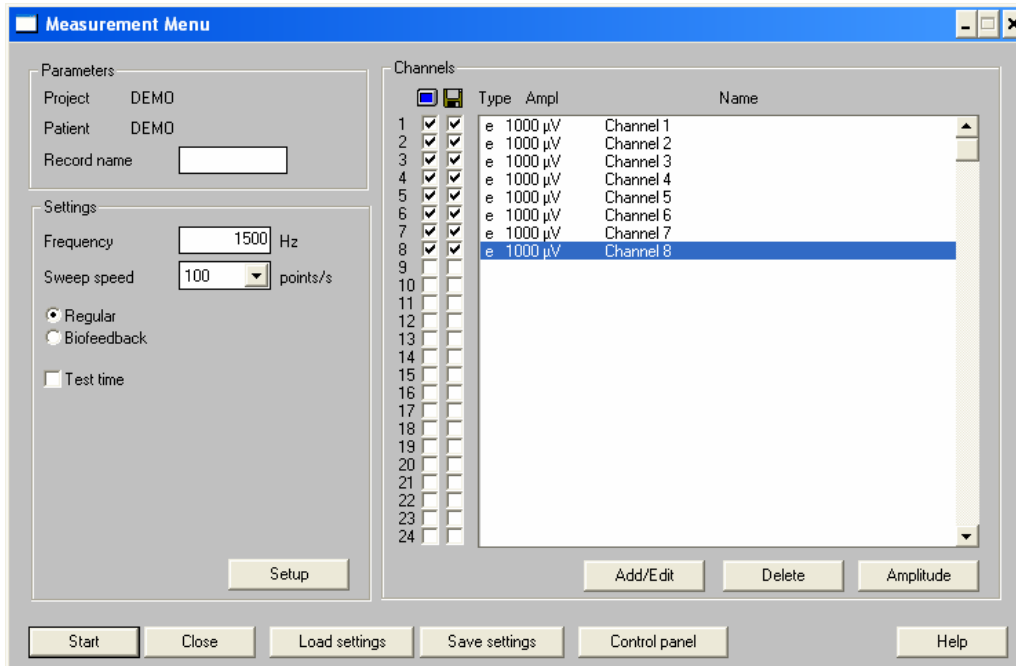 Measurement Menu
Parameters
Project DEMO
Patient DEMO
Record name
Settings
Frequency 1500 Hz
Sweep speed 100 points/s
Regular
Biofeedback
Test time
Setup
Channels
Type Ampl Name
1 e 1000 µV Channel 1
2 e 1000 µV Channel 2
3 e 1000 µV Channel 3
4 e 1000 µV Channel 4
5 e 1000 µV Channel 5
6 e 1000 µV Channel 6
7 e 1000 µV Channel 7
8 e 1000 µV Channel 8
9
10
11
12
13
14
15
16
17
18
19
20
21
22
23
24
Add/Edit Delete Amplitude
Start Close Load settings Save settings Control panel Help